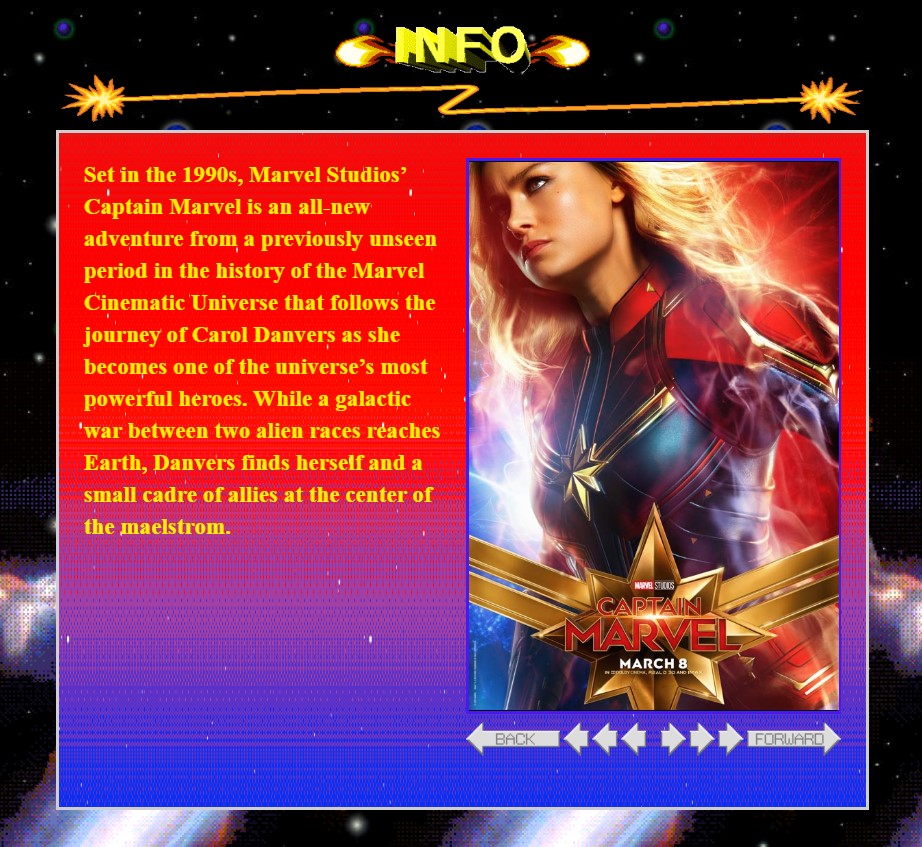 INFO
Set in the 1990s, Marvel Studios’
Captain Marvel is an all-new
adventure from a previously unseen
period in the history of the Marvel
Cinematic Universe that follows the
journey of Carol Danvers as she
becomes one of the universe’s most
powerful heroes. While a galactic
war between two alien races reaches
Earth, Danvers finds herself and a
small cadre of allies at the center of
the maelstrom.
MARVEL STUDIOS
CAPTAIN
MARVEL
MARCH 8
IN DISNEY DIGITAL, REALD 3D AND IMAX
BACK FORWARD